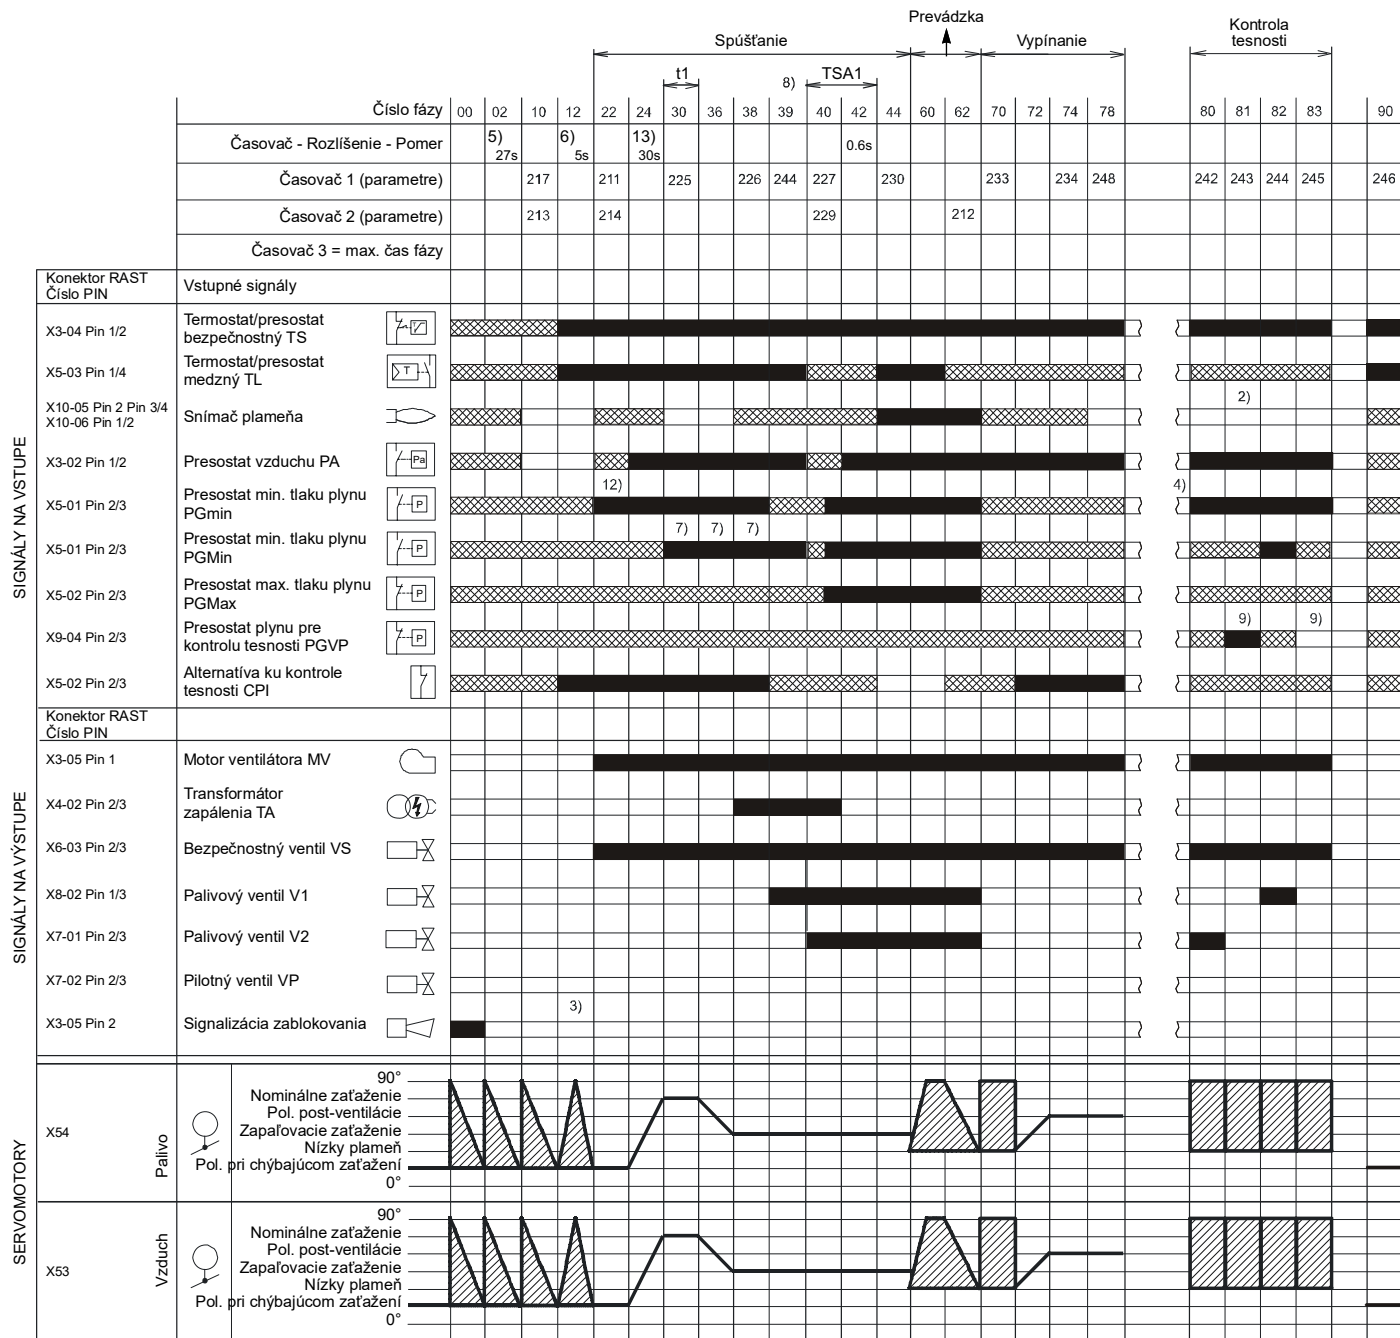 Prevádzka
Spúšťanie
Vypínanie
Kontrola
tesnosti
t1
8)
TSA1
Číslo fázy 00 02 10 12 22 24 30 36 38 39 40 42 44 60 62 70 72 74 78 80 81 82 83 90
Časovač - Rozlíšenie - Pomer 5) 27s 6) 5s 13) 30s 0.6s
Časovač 1 (parametre) 217 211 225 226 244 227 230 233 234 248 242 243 244 245 246
Časovač 2 (parametre) 213 214 229 212
Časovač 3 = max. čas fázy
Konektor RAST
Číslo PIN
Vstupné signály
SIGNÁLY NA VSTUPE
X3-04 Pin 1/2
Termostat/presostat
bezpečnostný TS
X5-03 Pin 1/4
Termostat/presostat
medzný TL
T
2)
X10-05 Pin 2 Pin 3/4
X10-06 Pin 1/2
Snímač plameňa
X3-02 Pin 1/2
Presostat vzduchu PA
Pa
12)
4)
X5-01 Pin 2/3
Presostat min. tlaku plynu
PGmin
P
7) 7) 7)
X5-01 Pin 2/3
Presostat min. tlaku plynu
PGMin
P
X5-02 Pin 2/3
Presostat max. tlaku plynu
PGMax
P
9) 9)
X9-04 Pin 2/3
Presostat plynu pre
kontrolu tesnosti PGVP
P
X5-02 Pin 2/3
Alternatíva ku kontrole
tesnosti CPI
Konektor RAST
Číslo PIN
SIGNÁLY NA VÝSTUPE
X3-05 Pin 1
Motor ventilátora MV
X4-02 Pin 2/3
Transformátor
zapálenia TA
X6-03 Pin 2/3
Bezpečnostný ventil VS
X8-02 Pin 1/3
Palivový ventil V1
X7-01 Pin 2/3
Palivový ventil V2
X7-02 Pin 2/3
Pilotný ventil VP
3)
X3-05 Pin 2
Signalizácia zablokovania
SERVOMOTORY
X54
Palivo
90°
Nominálne zaťaženie
Pol. post-ventilácie
Zapaľovacie zaťaženie
Nízky plameň
Pol. pri chýbajúcom zaťažení
0°
X53
Vzduch
90°
Nominálne zaťaženie
Pol. post-ventilácie
Zapaľovacie zaťaženie
Nízky plameň
Pol. pri chýbajúcom zaťažení
0°